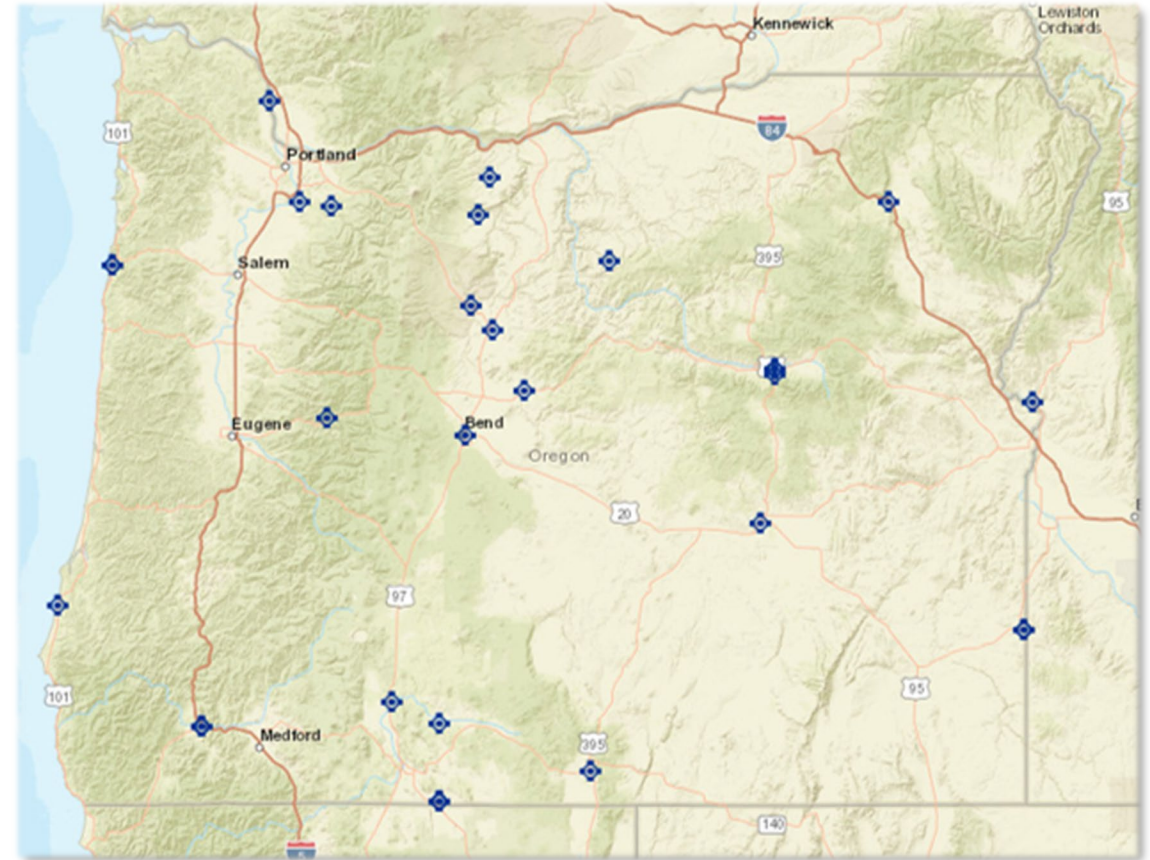 Kennewick
Lewiston
Orchards
101
84
Portland
95
395
Salem
Eugene
Bend
Oregon
20
97
101
95
Medford
395
140